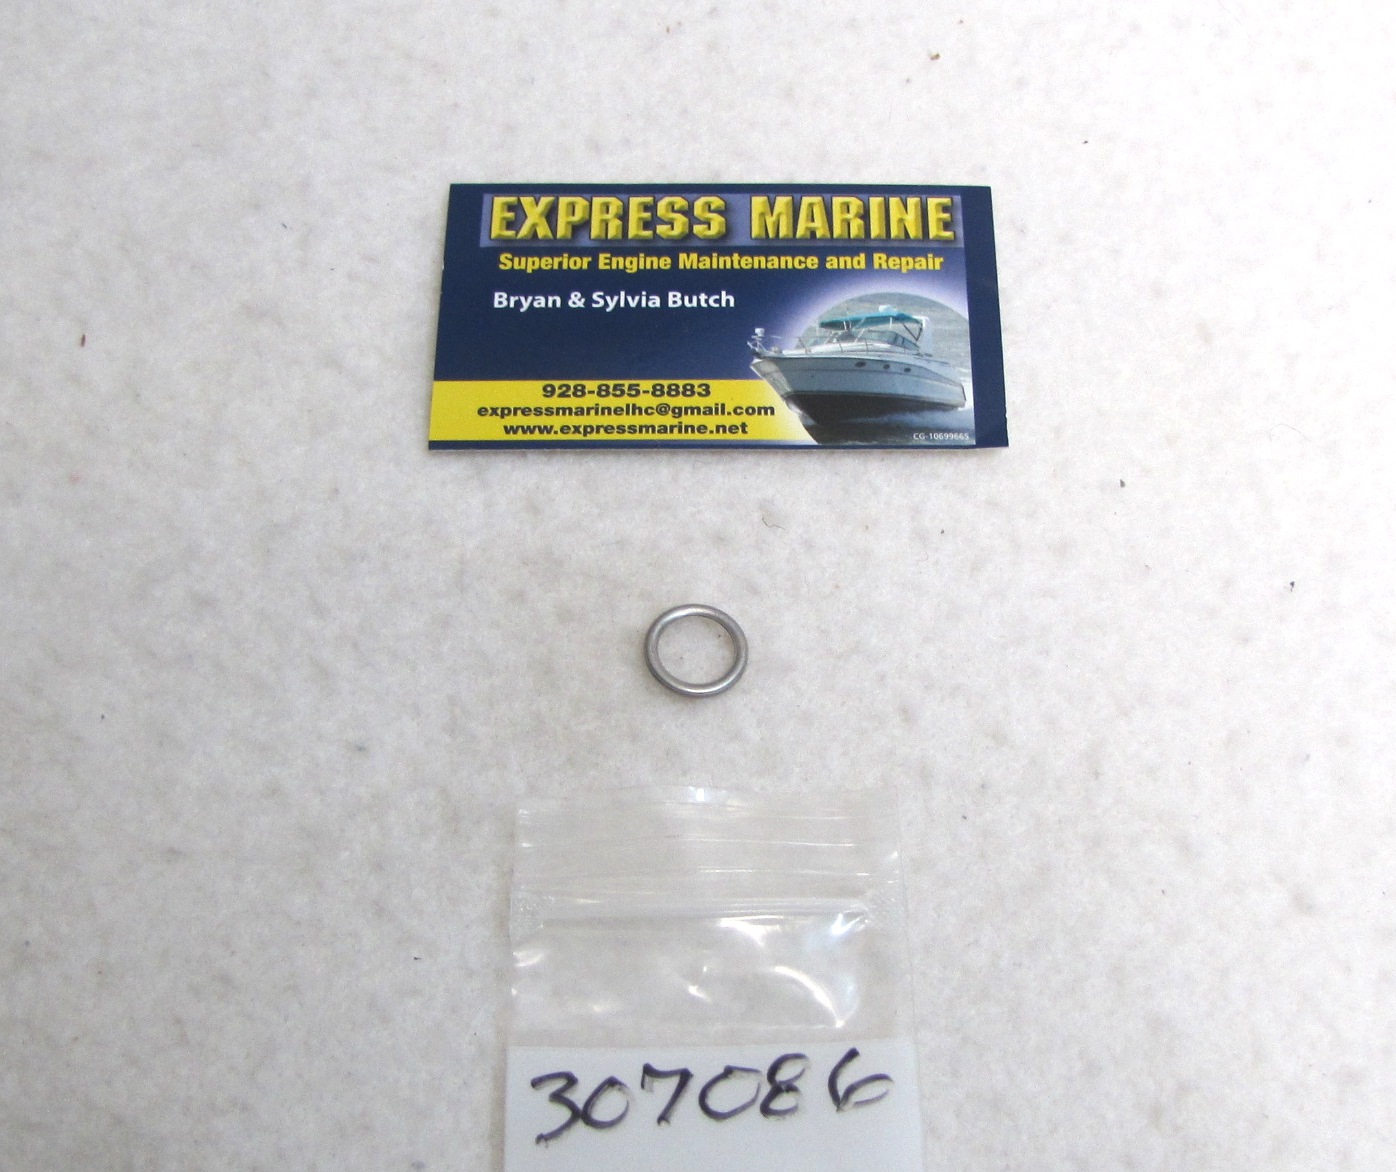 EXPRESS MARINE
Superior Engine Maintenance and Repair
Bryan & Sylvia Butch
928-855-8883
expressmarinelhc@gmail.com
www.expressmarine.net
CG-10699665
307086